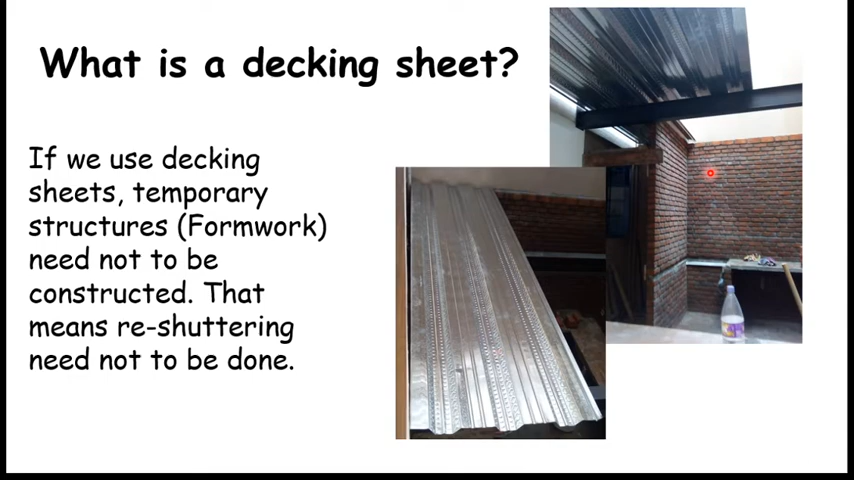 What is a decking sheet?
If we use decking
sheets, temporary
structures (Formwork)
need not to be
constructed. That
means re-shuttering
need not to be done.